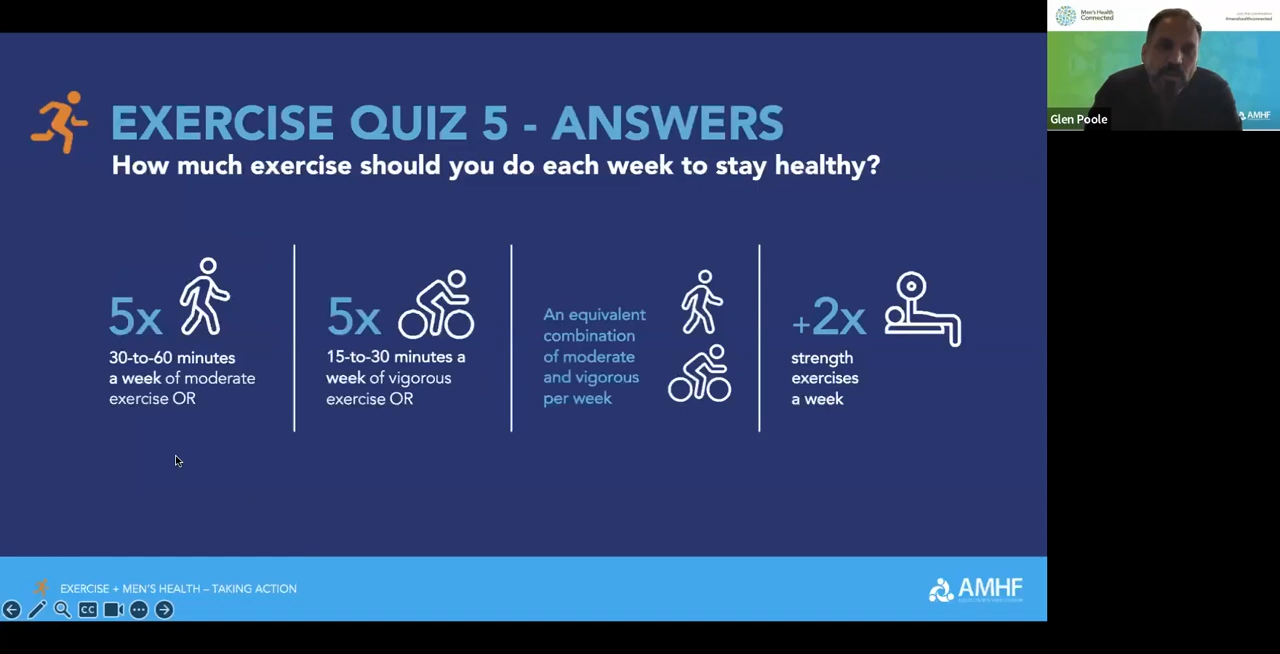 EXERCISE QUIZ 5 - ANSWERS
How much exercise should you do each week to stay healthy?
5x
30-to-60 minutes
a week of moderate
exercise OR
5x
15-to-30 minutes a
week of vigorous
exercise OR
An equivalent
combination
of moderate
and vigorous
per week
+2x
strength
exercises
a week
EXERCISE + MEN'S HEALTH – TAKING ACTION
AMHF
CC
Men's Health
Connected
#menshealthconnected
AMHF
Glen Poole